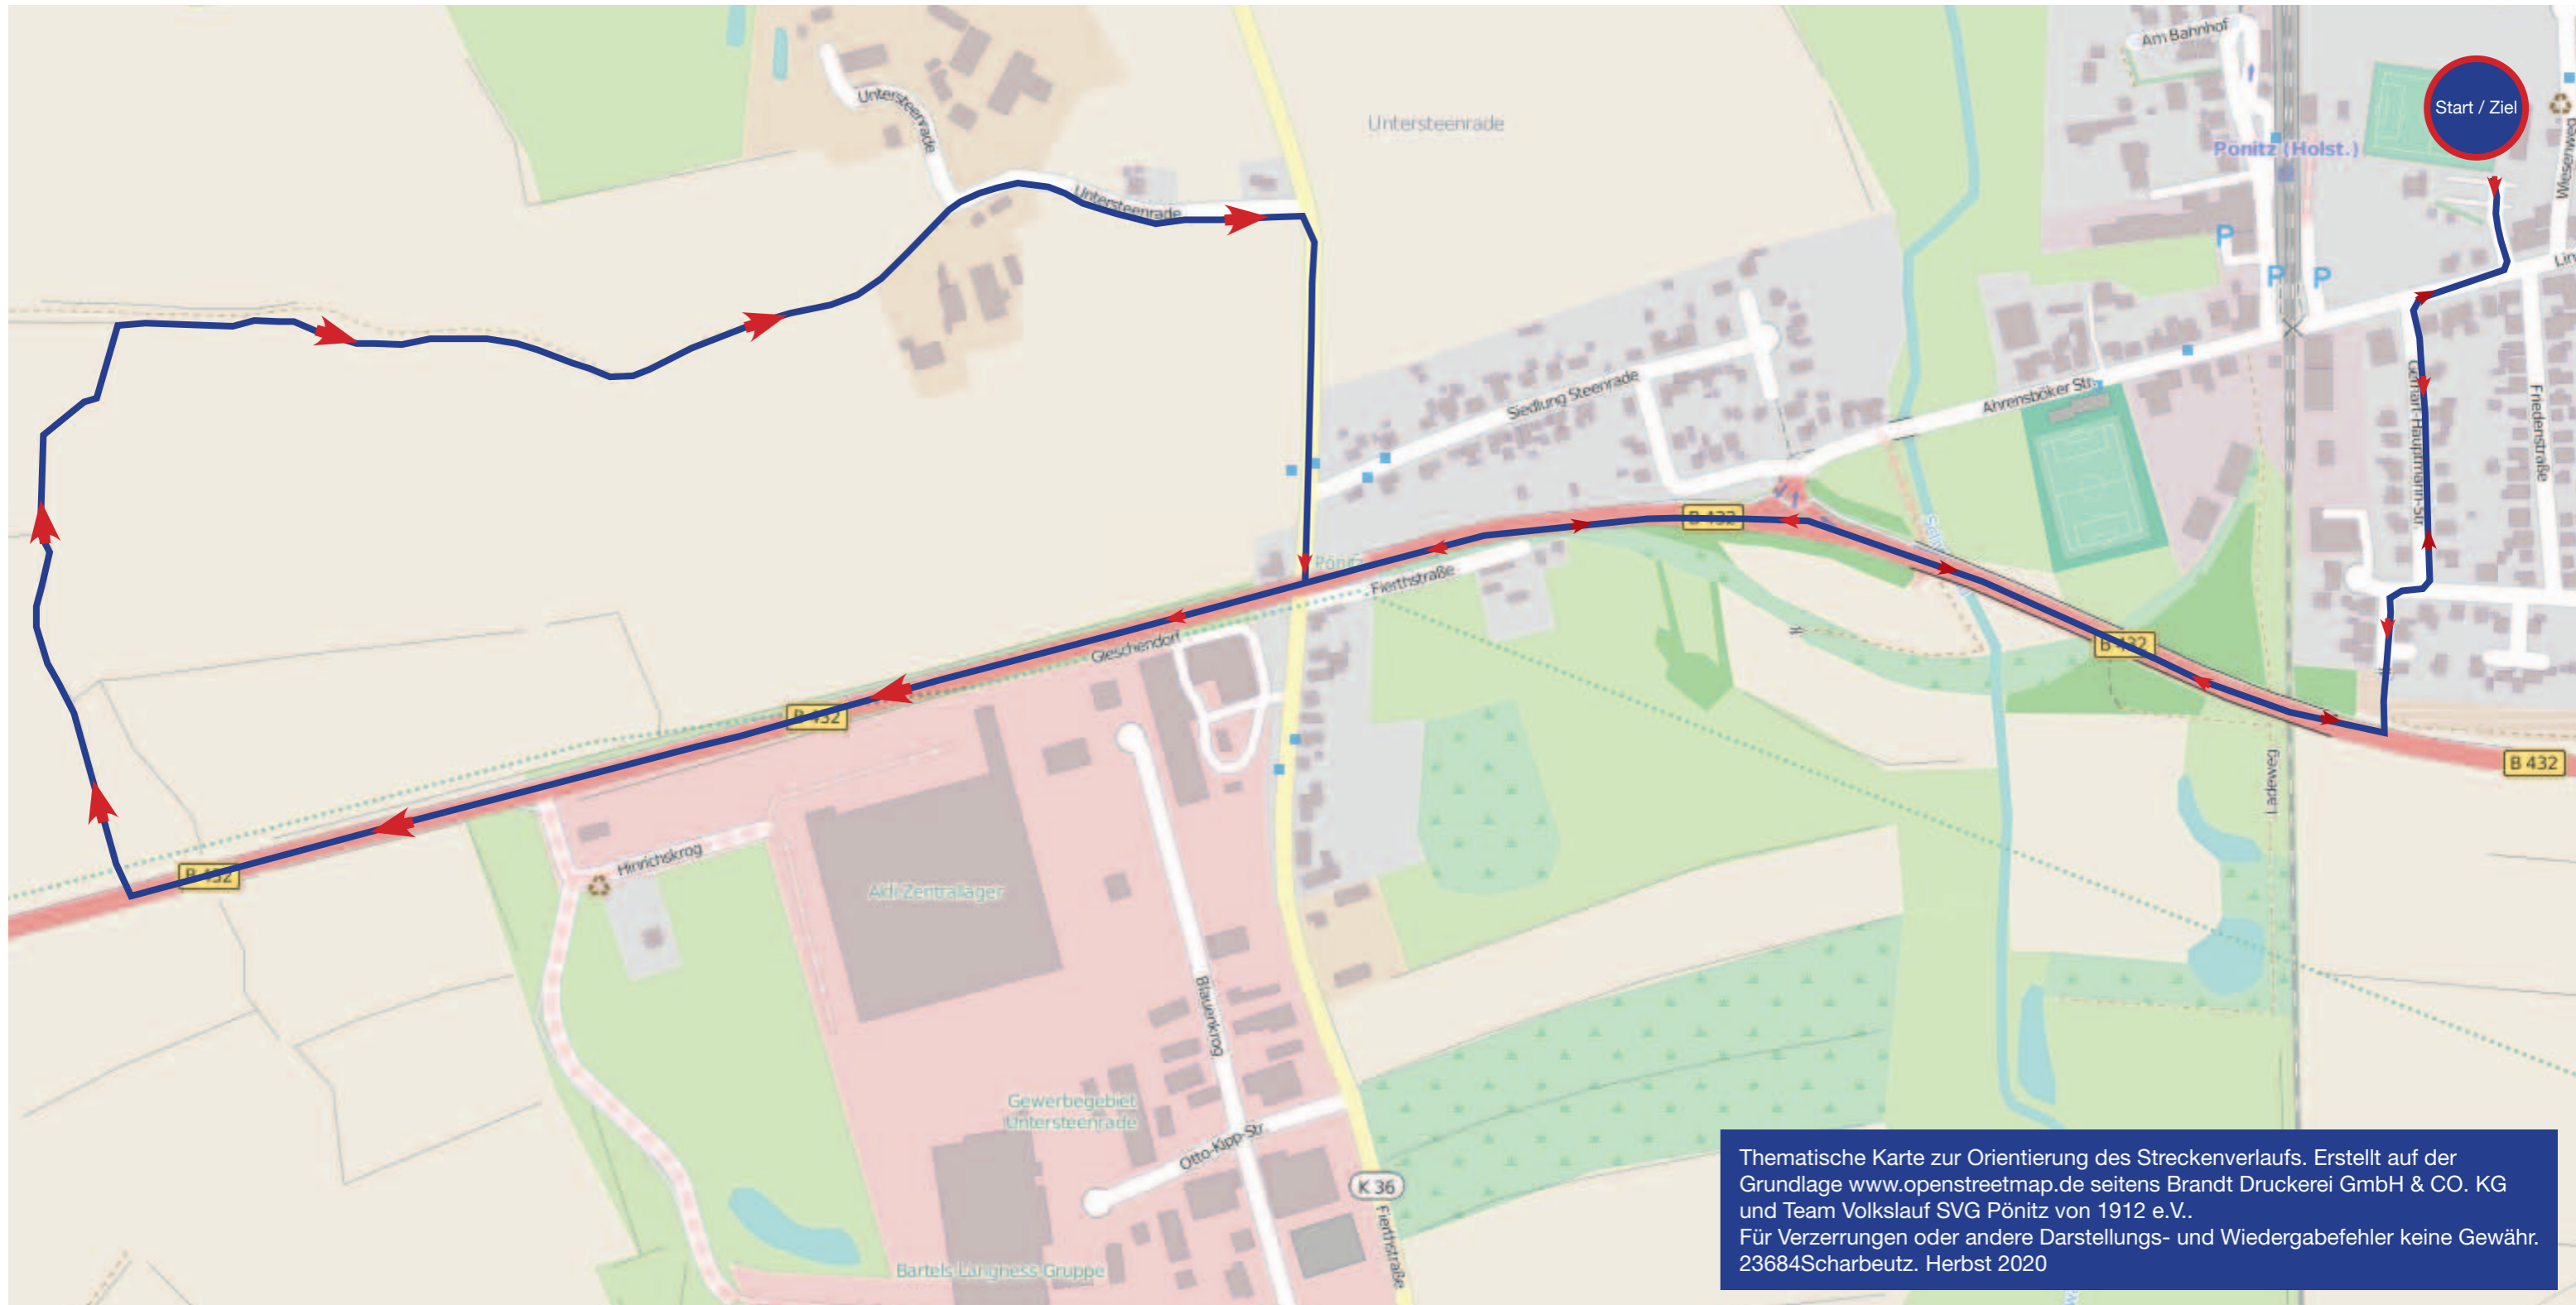 Am Bahnhof
Start / Ziel
Untersteenrade
Untersteenrade
Pönitz (Holst.)
Wiesenweg
Untersteenrade
P
P
P
Lin
Siedlung Steenrade
Ahrensböker Str.
Gerhart-Hauptmann-Str.
Friedenstraße
B 432
Pönitz
Fierthstraße
Gleschendorf
B 432
B 432
B 432
B 432
Hinrichskrog
Aldi-Zentrallager
Blauenkrog
Gewerbegebiet
Untersteenrade
Otto-Kipp-Str.
K 36
Fierthstraße
Bartels-Langness-Gruppe
Thematische Karte zur Orientierung des Streckenverlaufs. Erstellt auf der
Grundlage www.openstreetmap.de seitens Brandt Druckerei GmbH & CO. KG
und Team Volkslauf SVG Pönitz von 1912 e.V..
Für Verzerrungen oder andere Darstellungs- und Wiedergabefehler keine Gewähr.
23684Scharbeutz. Herbst 2020